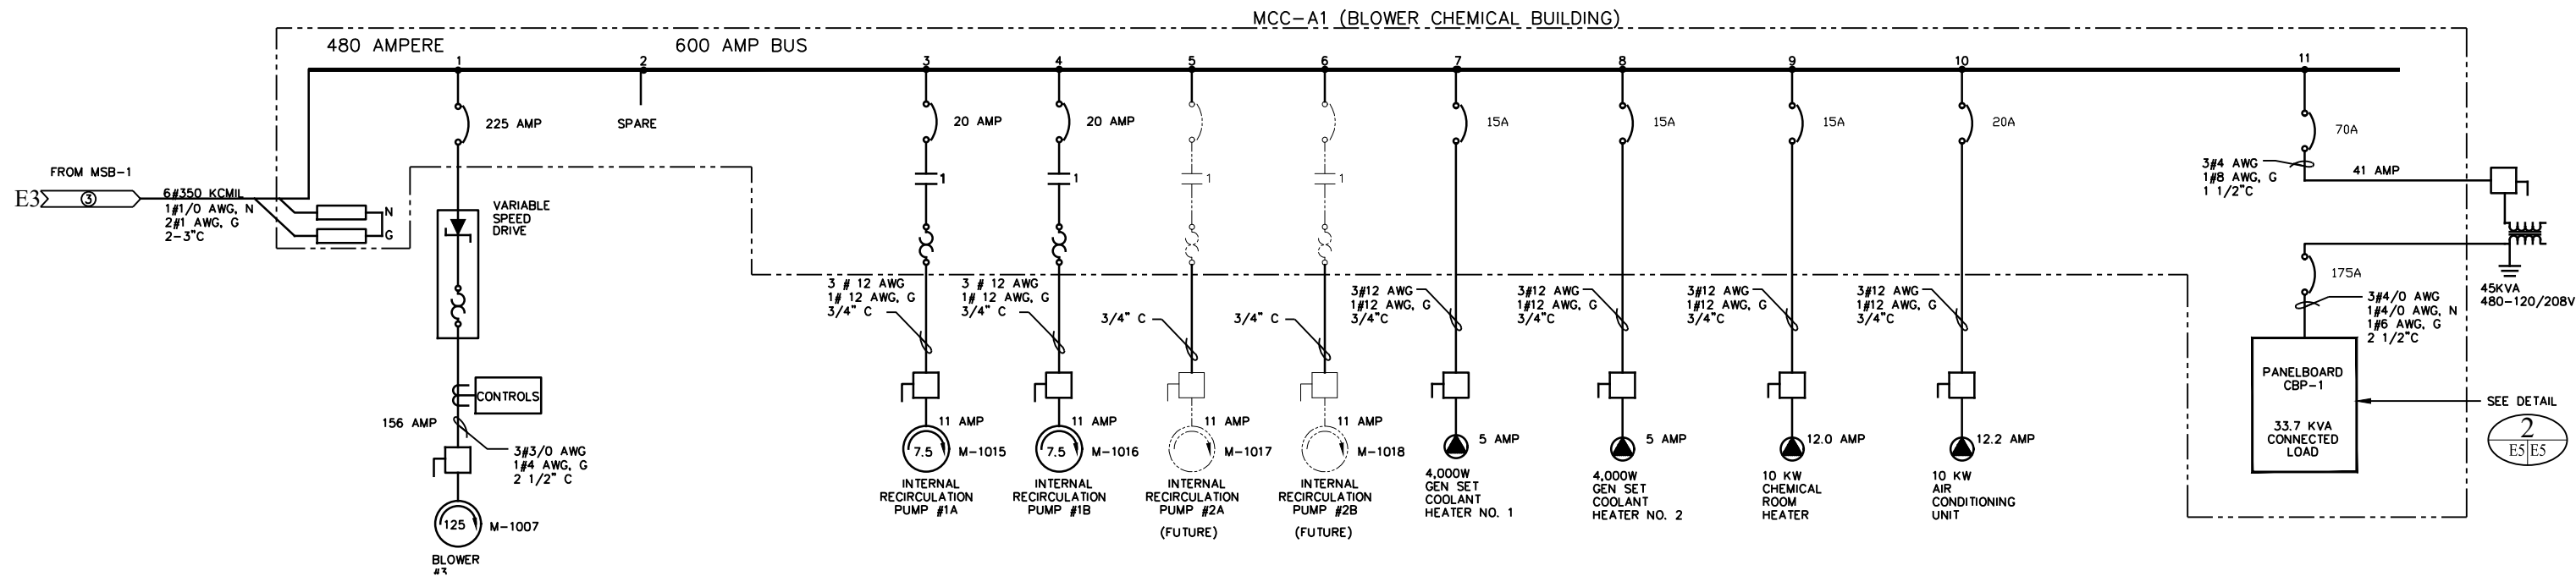 MCC-A1 (BLOWER CHEMICAL BUILDING)
480 AMPERE
600 AMP BUS
1
2
3
4
5
6
7
8
9
10
11
225 AMP
SPARE
20 AMP
20 AMP
15A
15A
15A
20A
70A
FROM MSB-1
E3
3
6#350 KCMIL
1#1/0 AWG, N
2#1 AWG, G
2-3"C
N
G
VARIABLE
SPEED
DRIVE
1
1
1
1
3#4 AWG
1#8 AWG, G
1 1/2"C
41 AMP
175A
45KVA
480-120/208V
3#4/0 AWG
1#4/0 AWG, N
1#6 AWG, G
2 1/2"C
3 # 12 AWG
1# 12 AWG, G
3/4" C
3 # 12 AWG
1# 12 AWG, G
3/4" C
3/4" C
3/4" C
3#12 AWG
1#12 AWG, G
3/4"C
3#12 AWG
1#12 AWG, G
3/4"C
3#12 AWG
1#12 AWG, G
3/4"C
3#12 AWG
1#12 AWG, G
3/4"C
CONTROLS
156 AMP
3#3/0 AWG
1#4 AWG, G
2 1/2" C
125
M-1007
BLOWER
#3
11 AMP
7.5
M-1015
INTERNAL
RECIRCULATION
PUMP #1A
11 AMP
7.5
M-1016
INTERNAL
RECIRCULATION
PUMP #1B
11 AMP
M-1017
INTERNAL
RECIRCULATION
PUMP #2A
(FUTURE)
11 AMP
M-1018
INTERNAL
RECIRCULATION
PUMP #2B
(FUTURE)
5 AMP
4,000W
GEN SET
COOLANT
HEATER NO. 1
5 AMP
4,000W
GEN SET
COOLANT
HEATER NO. 2
12.0 AMP
10 KW
CHEMICAL
ROOM
HEATER
12.2 AMP
10 KW
AIR
CONDITIONING
UNIT
PANELBOARD
CBP-1
33.7 KVA
CONNECTED
LOAD
SEE DETAIL
2
E5 E5